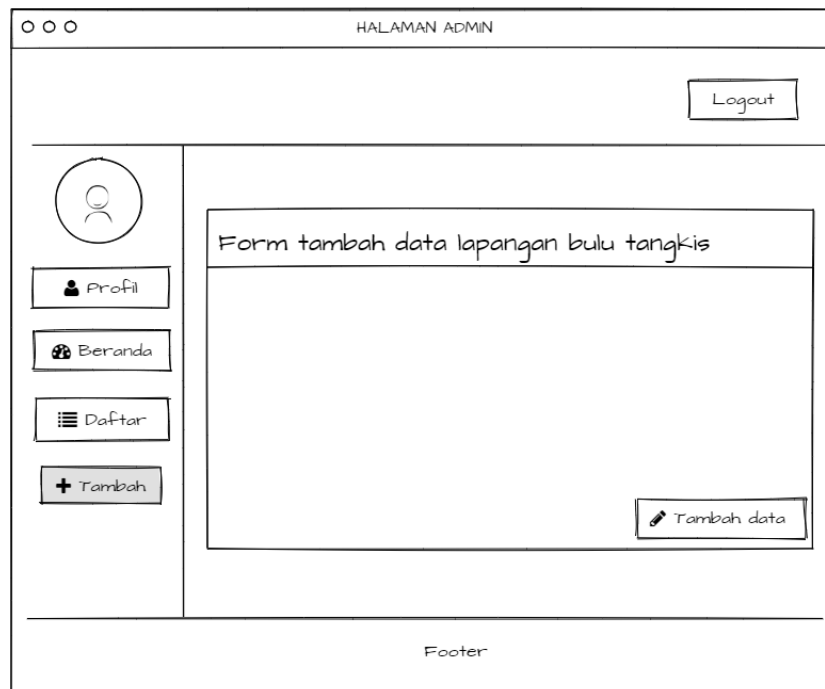 HALAMAN ADMIN
Logout
Form tambah data lapangan bulu tangkis
Profil
Beranda
Daftar
Tambah
Tambah data
Footer